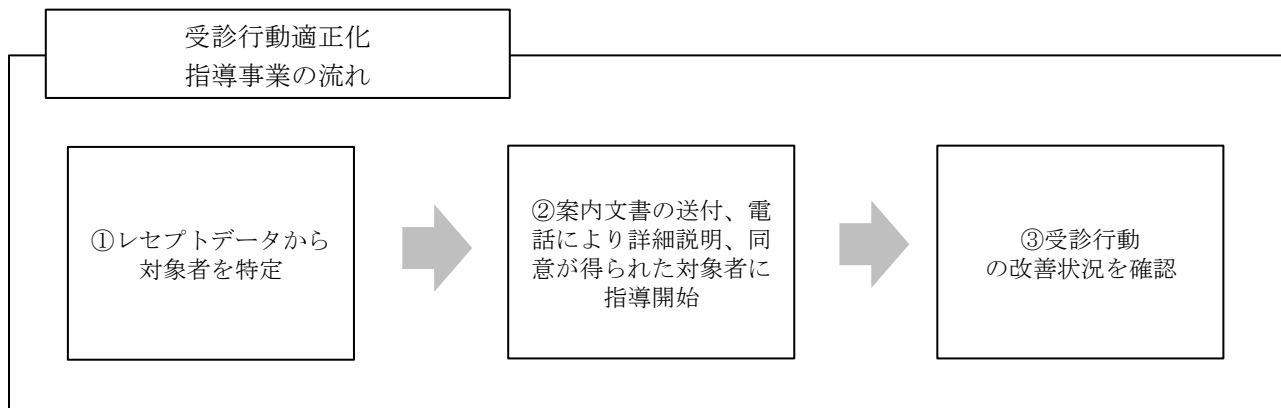 受診行動適正化
指導事業の流れ
①レセプトデータから
対象者を特定
②案内文書の送付、電
話により詳細説明、同
意が得られた対象者に
指導開始
③受診行動
の改善状況を確認